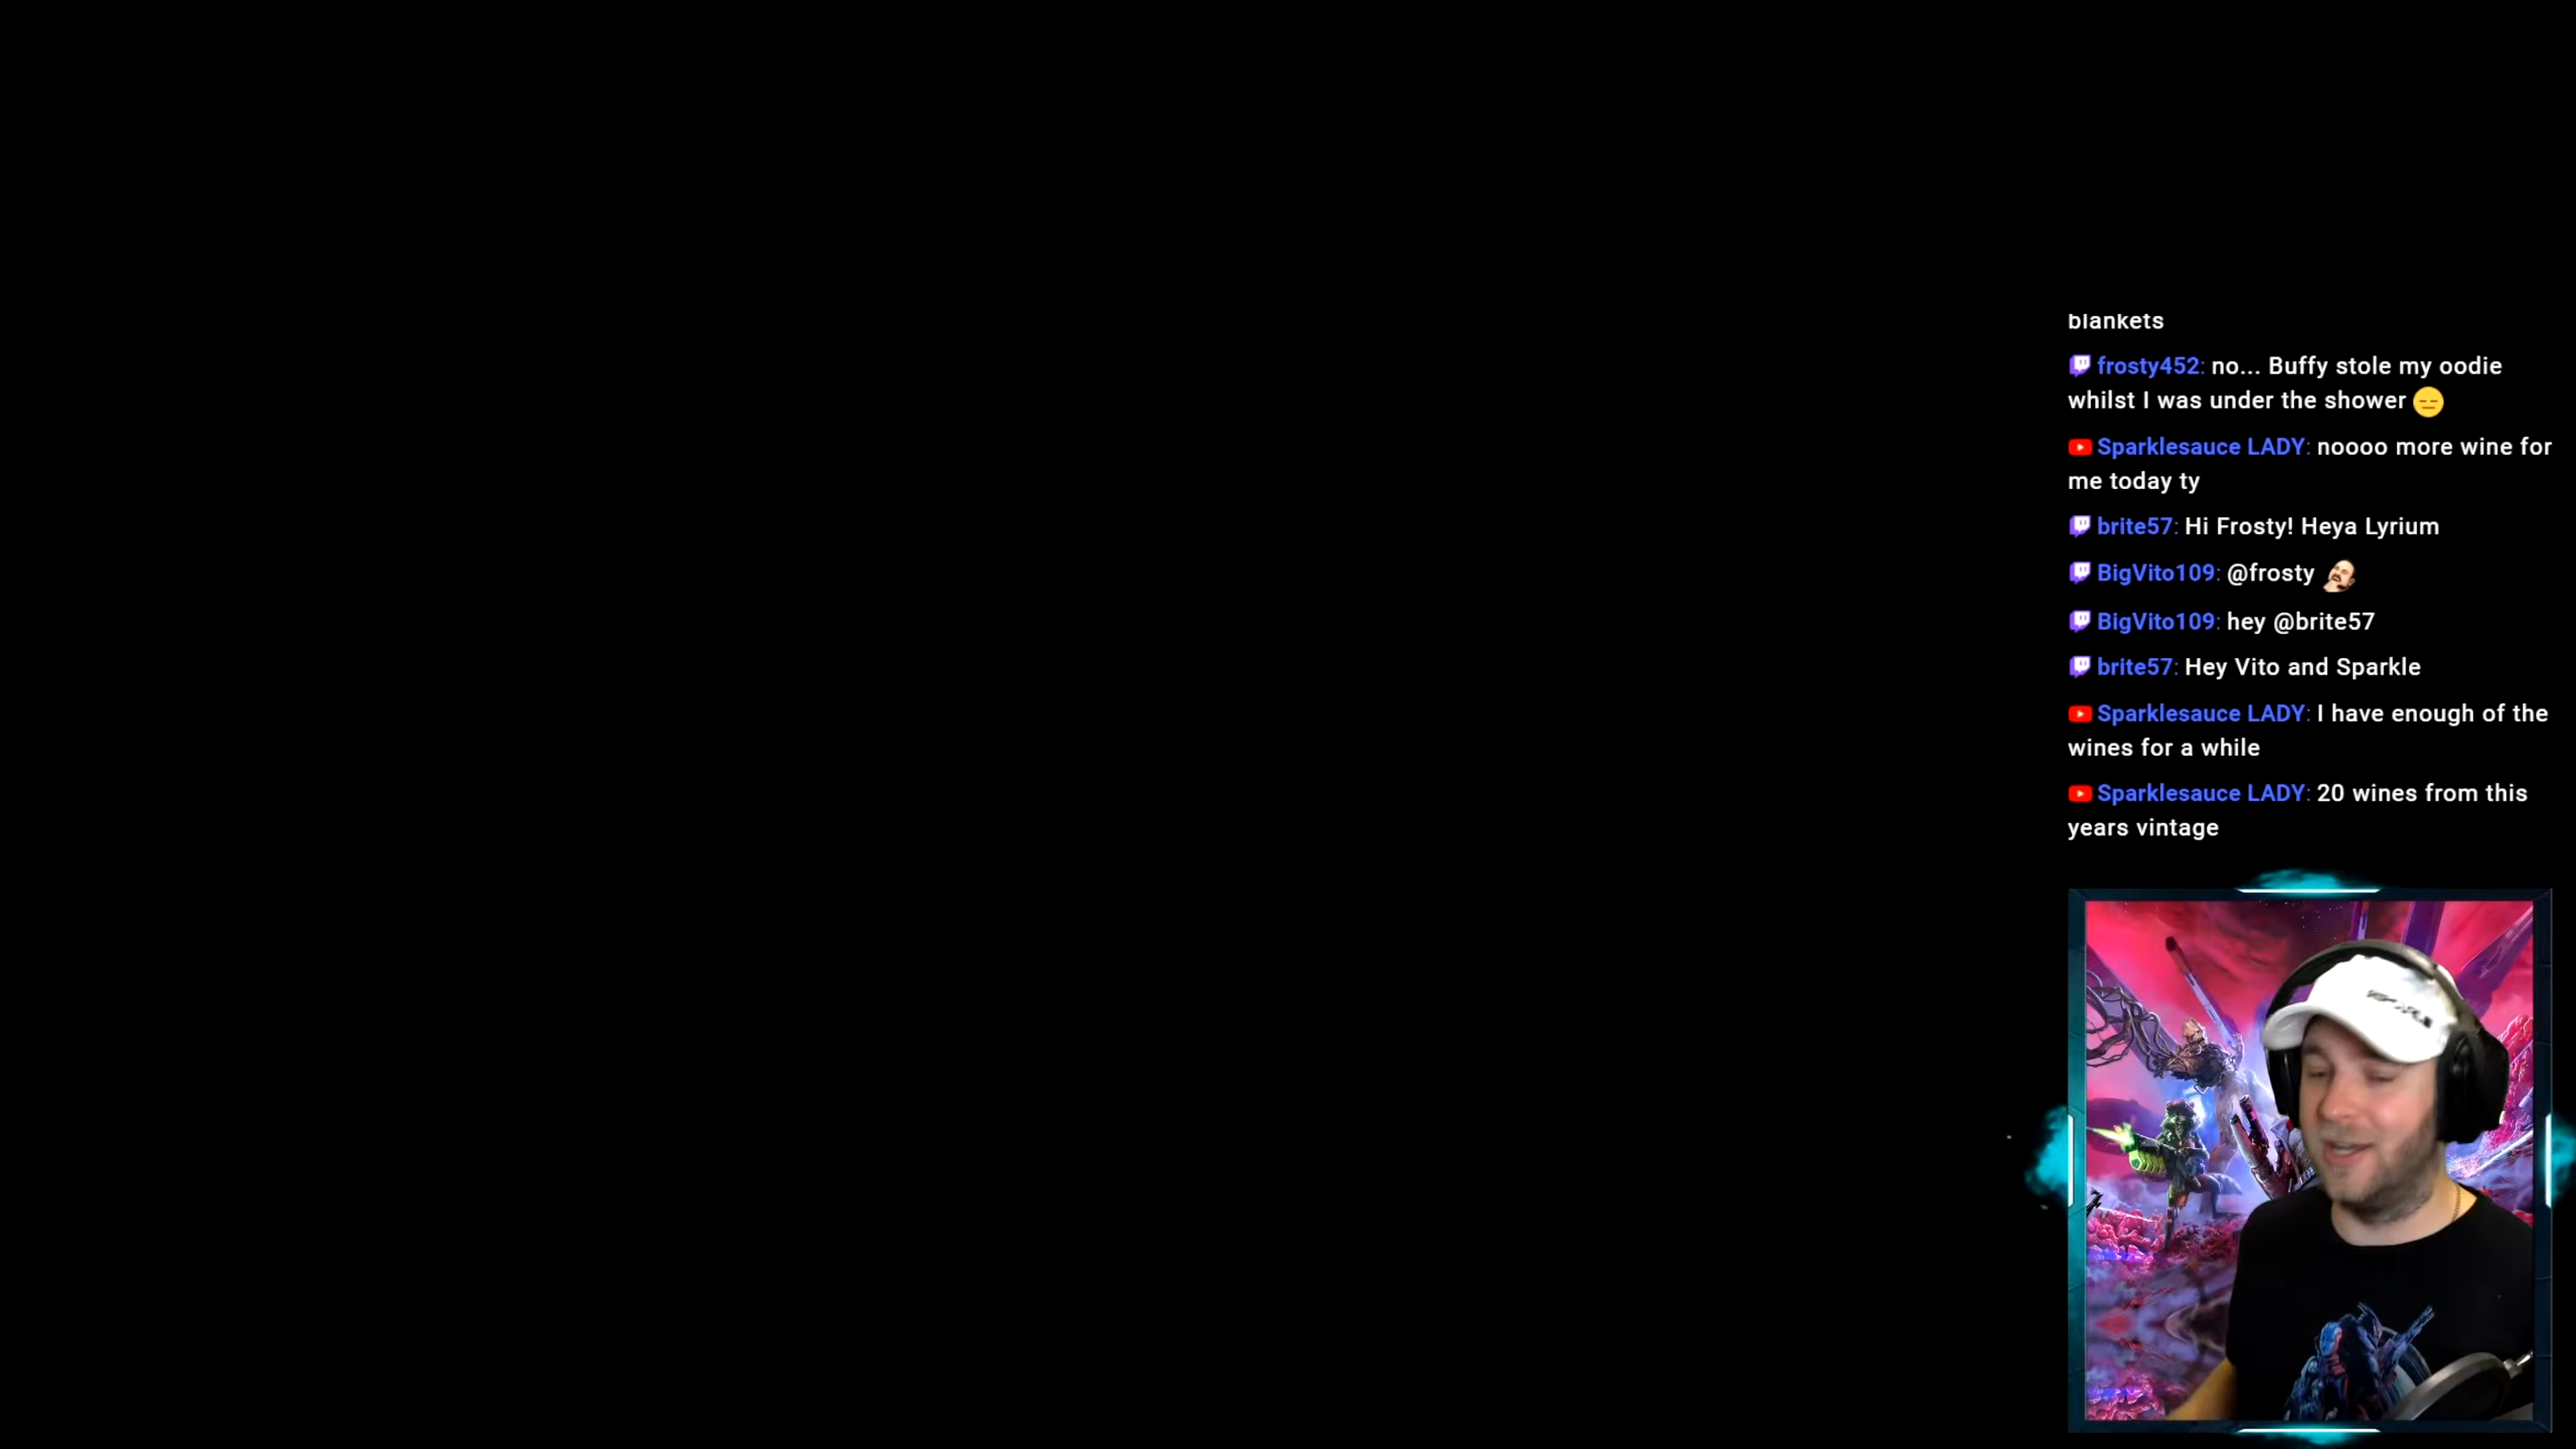 blankets
frosty452: no... Buffy stole my oodie
whilst I was under the shower 😑
Sparklesauce LADY: noooo more wine for
me today ty
brite57: Hi Frosty! Heya Lyrium
BigVito109: @frosty
BigVito109: hey @brite57
brite57: Hey Vito and Sparkle
Sparklesauce LADY: I have enough of the
wines for a while
Sparklesauce LADY: 20 wines from this
years vintage